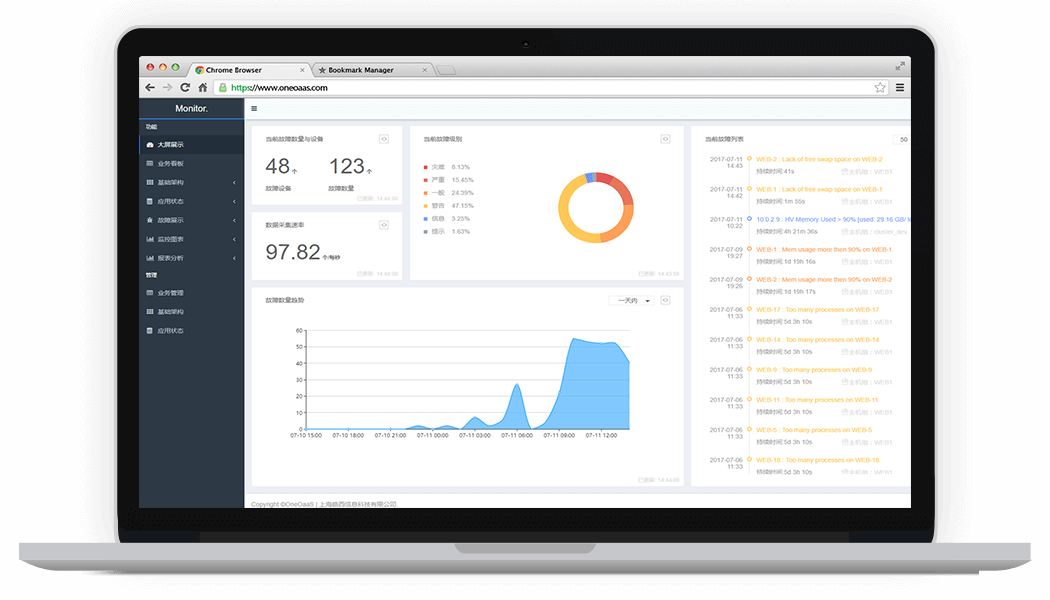 Chrome Browser
Bookmark Manager
https://www.oneoaas.com
Monitor.
功能
大屏展示
业务看板
基础架构
应用状态
故障展示
监控图表
报表分析
管理
业务管理
基础架构
应用状态
当前故障数量与设备
48个
123个
故障设备
故障数量
已更新: 14:44:00
数据采集速率
97.82 个/每秒
已更新: 14:44:00
当前故障级别
灾难 8.13%
严重 15.45%
一般 24.39%
警告 47.15%
信息 3.25%
提示 1.63%
已更新: 14:43:00
故障数量趋势
一天内
60
50
40
30
20
10
0
07-10 15:00 07-10 18:00 07-10 21:00 07-11 00:00 07-11 03:00 07-11 06:00 07-11 09:00 07-11 12:00
已更新: 14:44:00
当前故障列表
50
2017-07-11 14:43
WEB-2 : Lack of free swap space on WEB-2
持续时间:41s
主机组 : WEB1
2017-07-11 14:42
WEB-1 : Lack of free swap space on WEB-1
持续时间:1m 55s
主机组 : WEB1
2017-07-11 10:22
10.0.2.9 : HV Memory Used > 90% (used: 29.16 GB/
持续时间:4h 21m 36s
主机组 : cluster_dev
2017-07-09 19:27
WEB-1 : Mem usage more then 90% on WEB-1
持续时间:1d 19h 16s
主机组 : WEB1
2017-07-09 19:26
WEB-2 : Mem usage more then 90% on WEB-2
持续时间:1d 19h 17s
主机组 : WEB1
2017-07-06 11:33
WEB-17 : Too many processes on WEB-17
持续时间:5d 3h 10s
主机组 : WEB1
2017-07-06 11:33
WEB-14 : Too many processes on WEB-14
持续时间:5d 3h 10s
主机组 : WEB1
2017-07-06 11:33
WEB-9 : Too many processes on WEB-9
持续时间:5d 3h 10s
主机组 : WEB1
2017-07-06 11:33
WEB-11 : Too many processes on WEB-11
持续时间:5d 3h 10s
主机组 : WEB1
2017-07-06 11:33
WEB-5 : Too many processes on WEB-5
持续时间:5d 3h 10s
主机组 : WEB1
2017-07-06 11:33
WEB-18 : Too many processes on WEB-18
持续时间:5d 3h 10s
主机组 : WEB1
Copyright ©OneOaaS | 上海皓西信息科技有限公司.